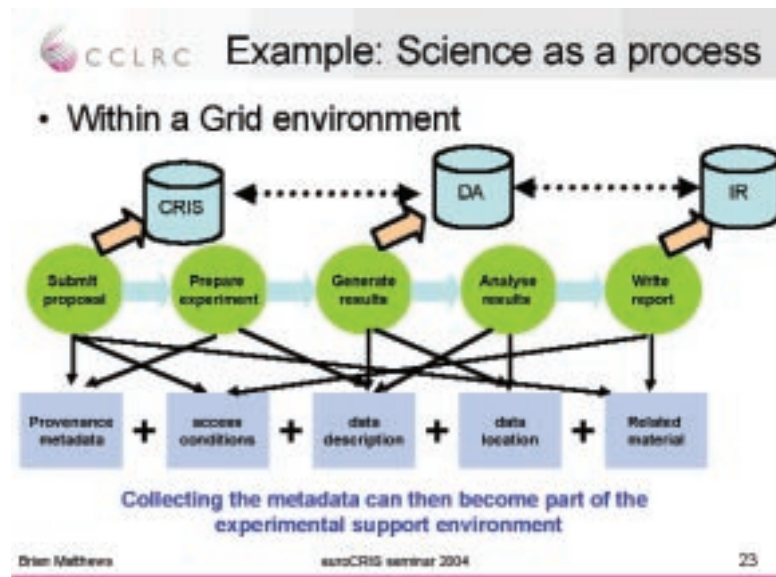 CCLRC Example: Science as a process
• Within a Grid environment
CRIS
DA
IR
Submit
proposal
Prepare
experiment
Generate
results
Analyse
results
Write
report
Provenance
metadata
+
access
conditions
+
data
description
+
data
location
+
Related
material
Collecting the metadata can then become part of the
experimental support environment
Brian Matthews
euroCRIS seminar 2004
23